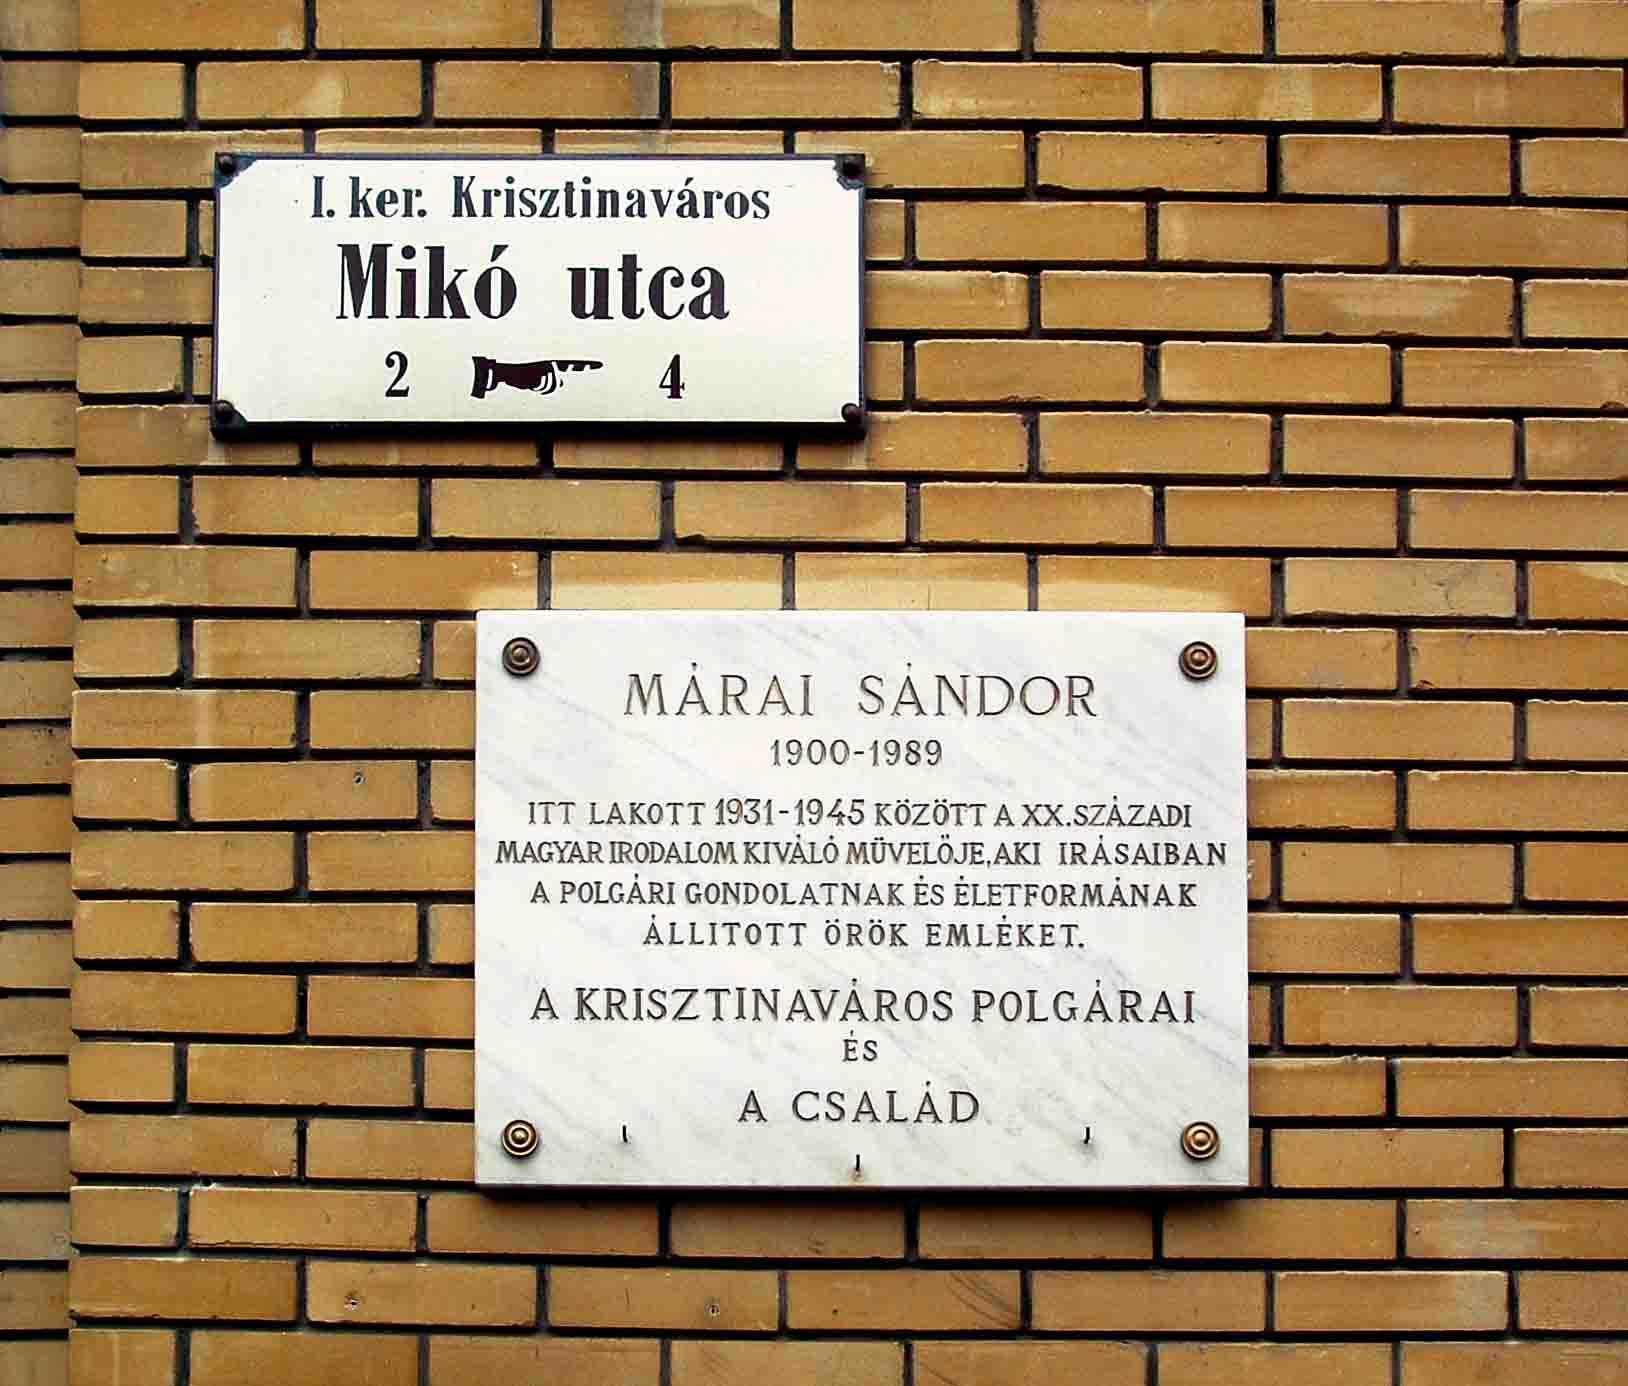 I. ker. Krisztinaváros
Mikó utca
2 4
MÁRAI SÁNDOR
1900-1989
ITT LAKOTT 1931-1945 KÖZÖTT A XX. SZÁZADI
MAGYAR IRODALOM KIVÁLÓ MÜVELÖJE, AKI IRÁSAIBAN
A POLGÁRI GONDOLATNAK ÉS ÉLETFORMÁNAK
ÁLLITOTT ÖRÖK EMLÉKET.
A KRISZTINAVÁROS POLGÁRAI
ÉS
A CSALÁD